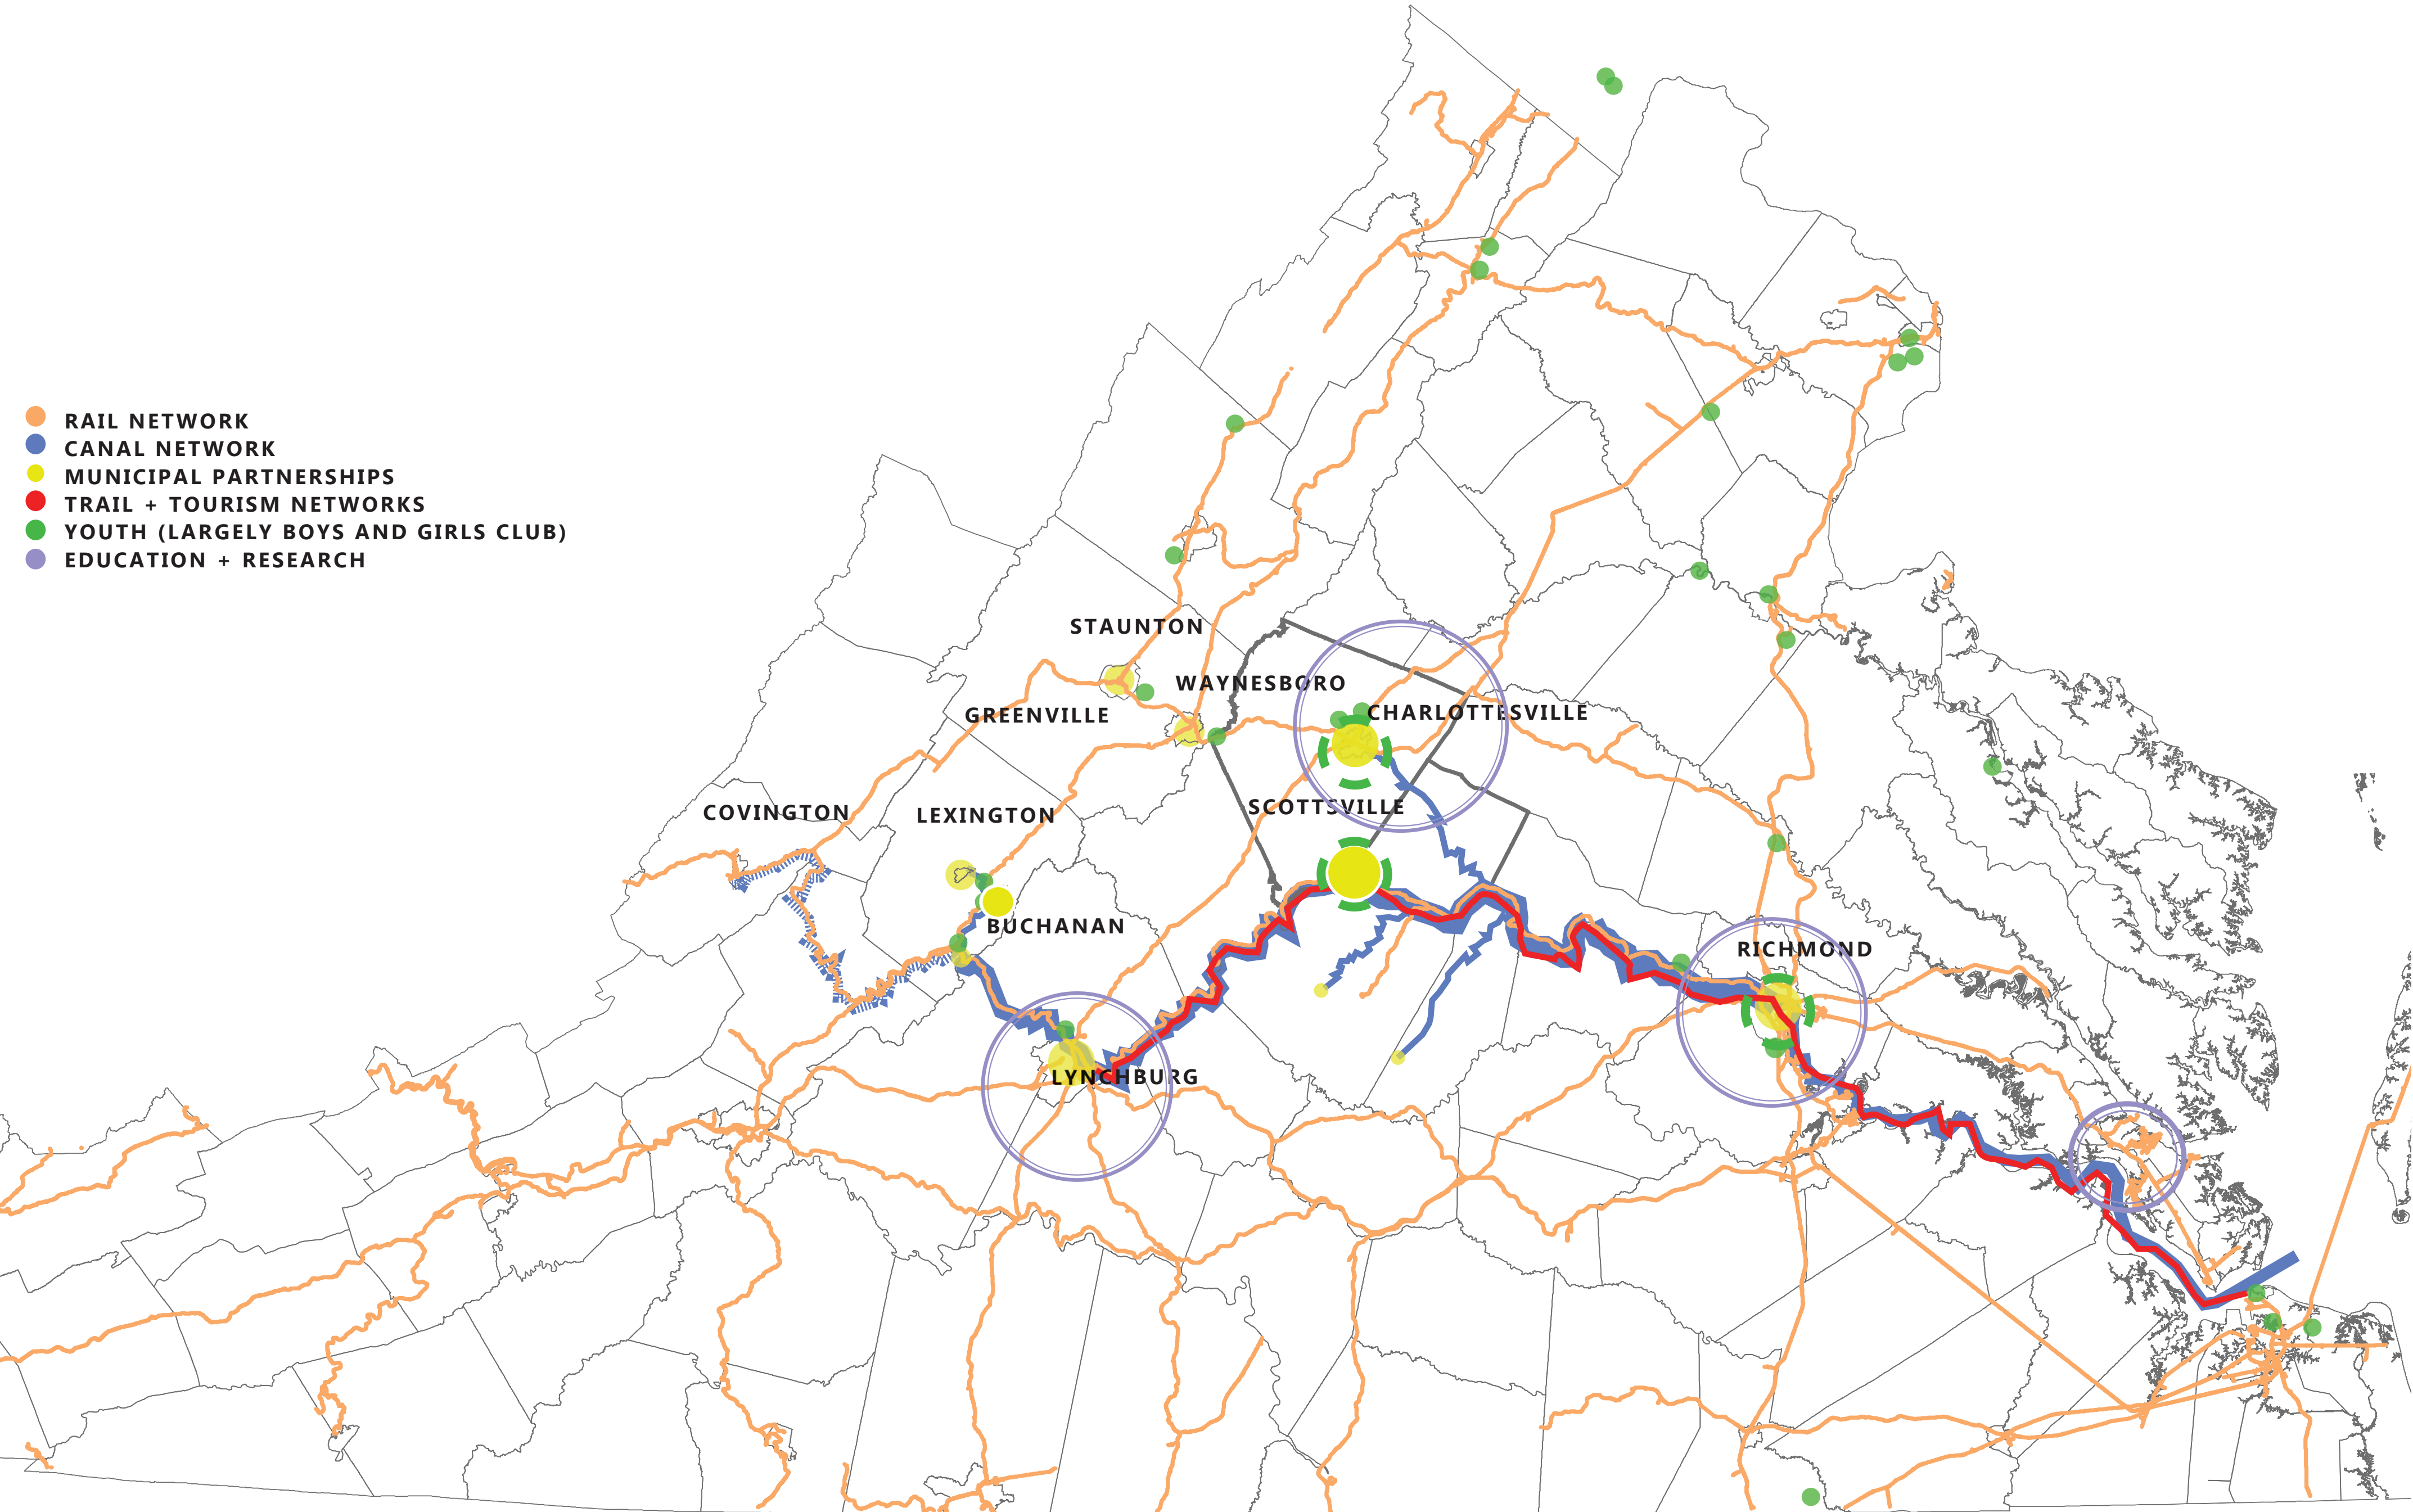 RAIL NETWORK
CANAL NETWORK
MUNICIPAL PARTNERSHIPS
TRAIL + TOURISM NETWORKS
YOUTH (LARGELY BOYS AND GIRLS CLUB)
EDUCATION + RESEARCH
STAUNTON
WAYNESBORO
GREENVILLE
CHARLOTTESVILLE
COVINGTON
LEXINGTON
SCOTTSVILLE
BUCHANAN
RICHMOND
LYNCHBURG